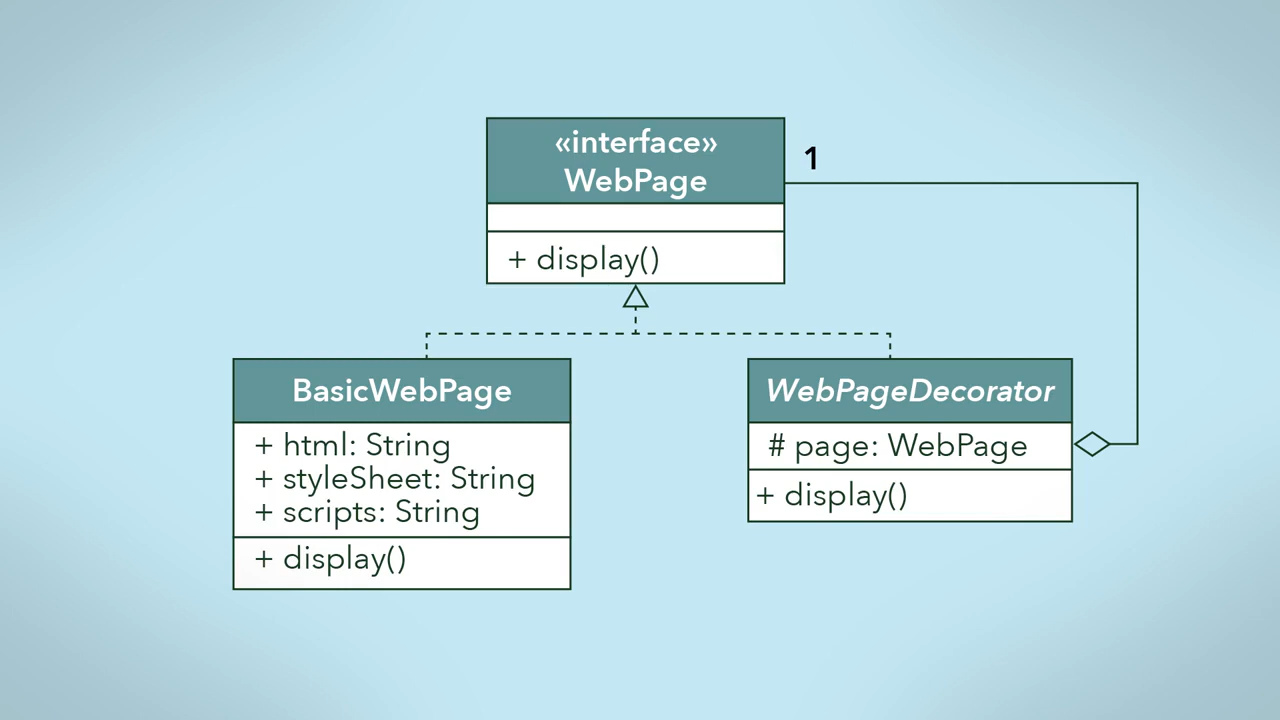 «interface»
WebPage
1
+ display()
BasicWebPage
+ html: String
+ styleSheet: String
+ scripts: String
+ display()
WebPageDecorator
# page: WebPage
+ display()